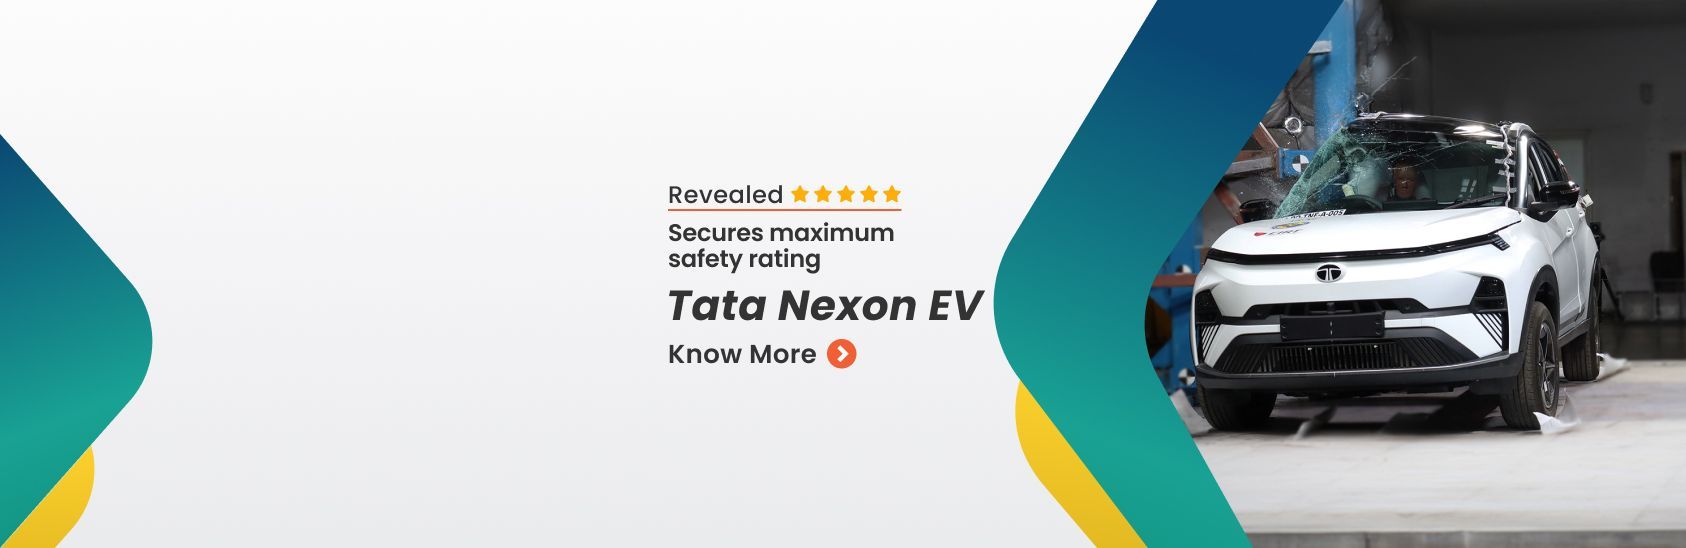 Revealed
Secures maximum
safety rating
Tata Nexon EV
Know More